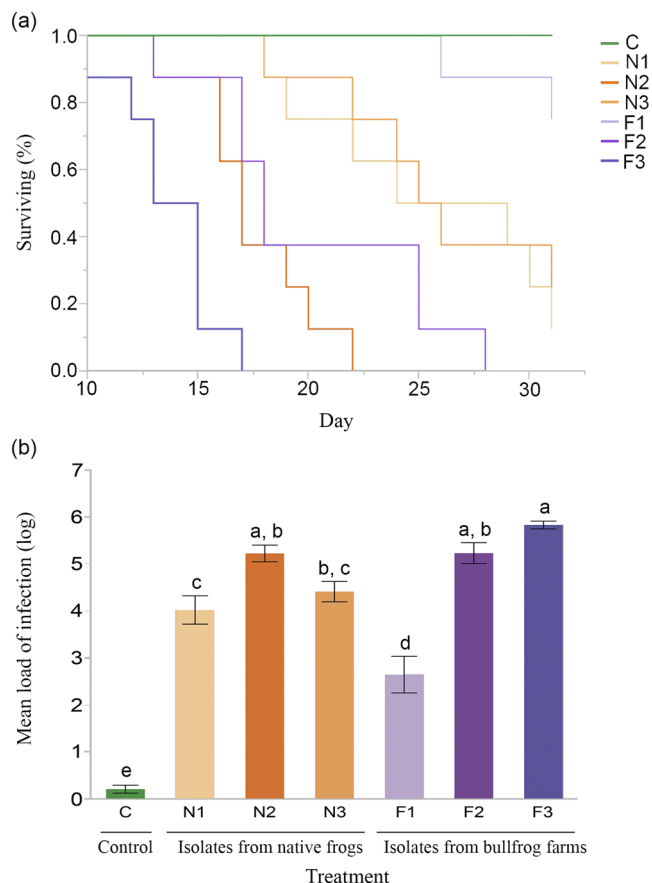 (a)
1.0
0.8
0.6
0.4
0.2
0.0
Surviving (%)
10 15 20 25 30
Day
C
N1
N2
N3
F1
F2
F3
(b)
7
6
5
4
3
2
1
0
Mean load of infection (log)
e c a, b b, c d a, b a
C N1 N2 N3 F1 F2 F3
Control Isolates from native frogs Isolates from bullfrog farms
Treatment